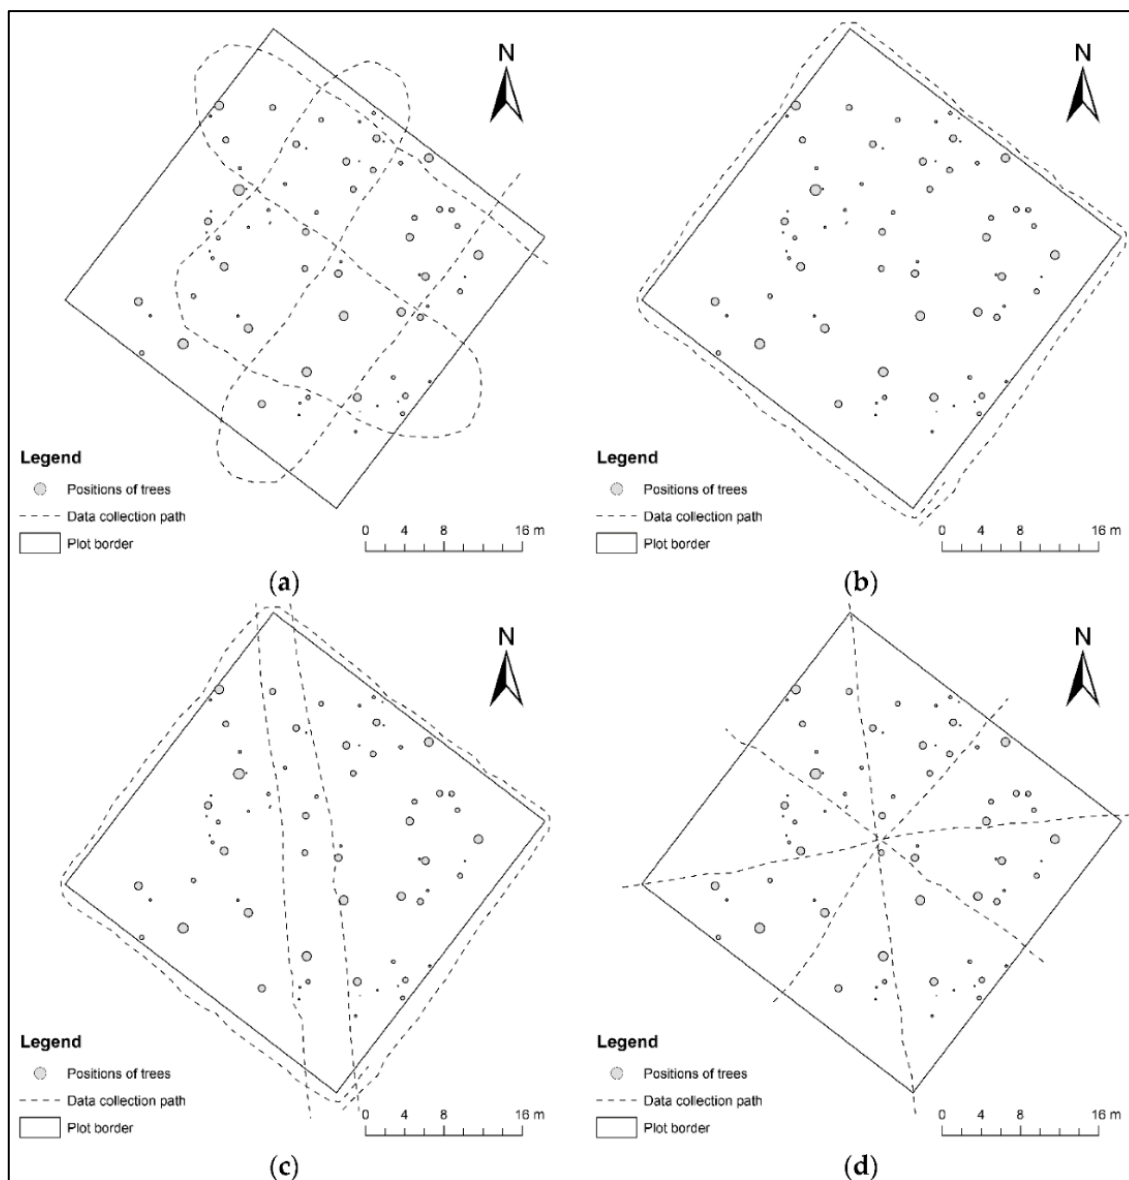 N
Legend
Positions of trees
Data collection path
Plot border
0 4 8 16 m
(a)
N
Legend
Positions of trees
Data collection path
Plot border
0 4 8 16 m
(b)
N
Legend
Positions of trees
Data collection path
Plot border
0 4 8 16 m
(c)
N
Legend
Positions of trees
Data collection path
Plot border
0 4 8 16 m
(d)